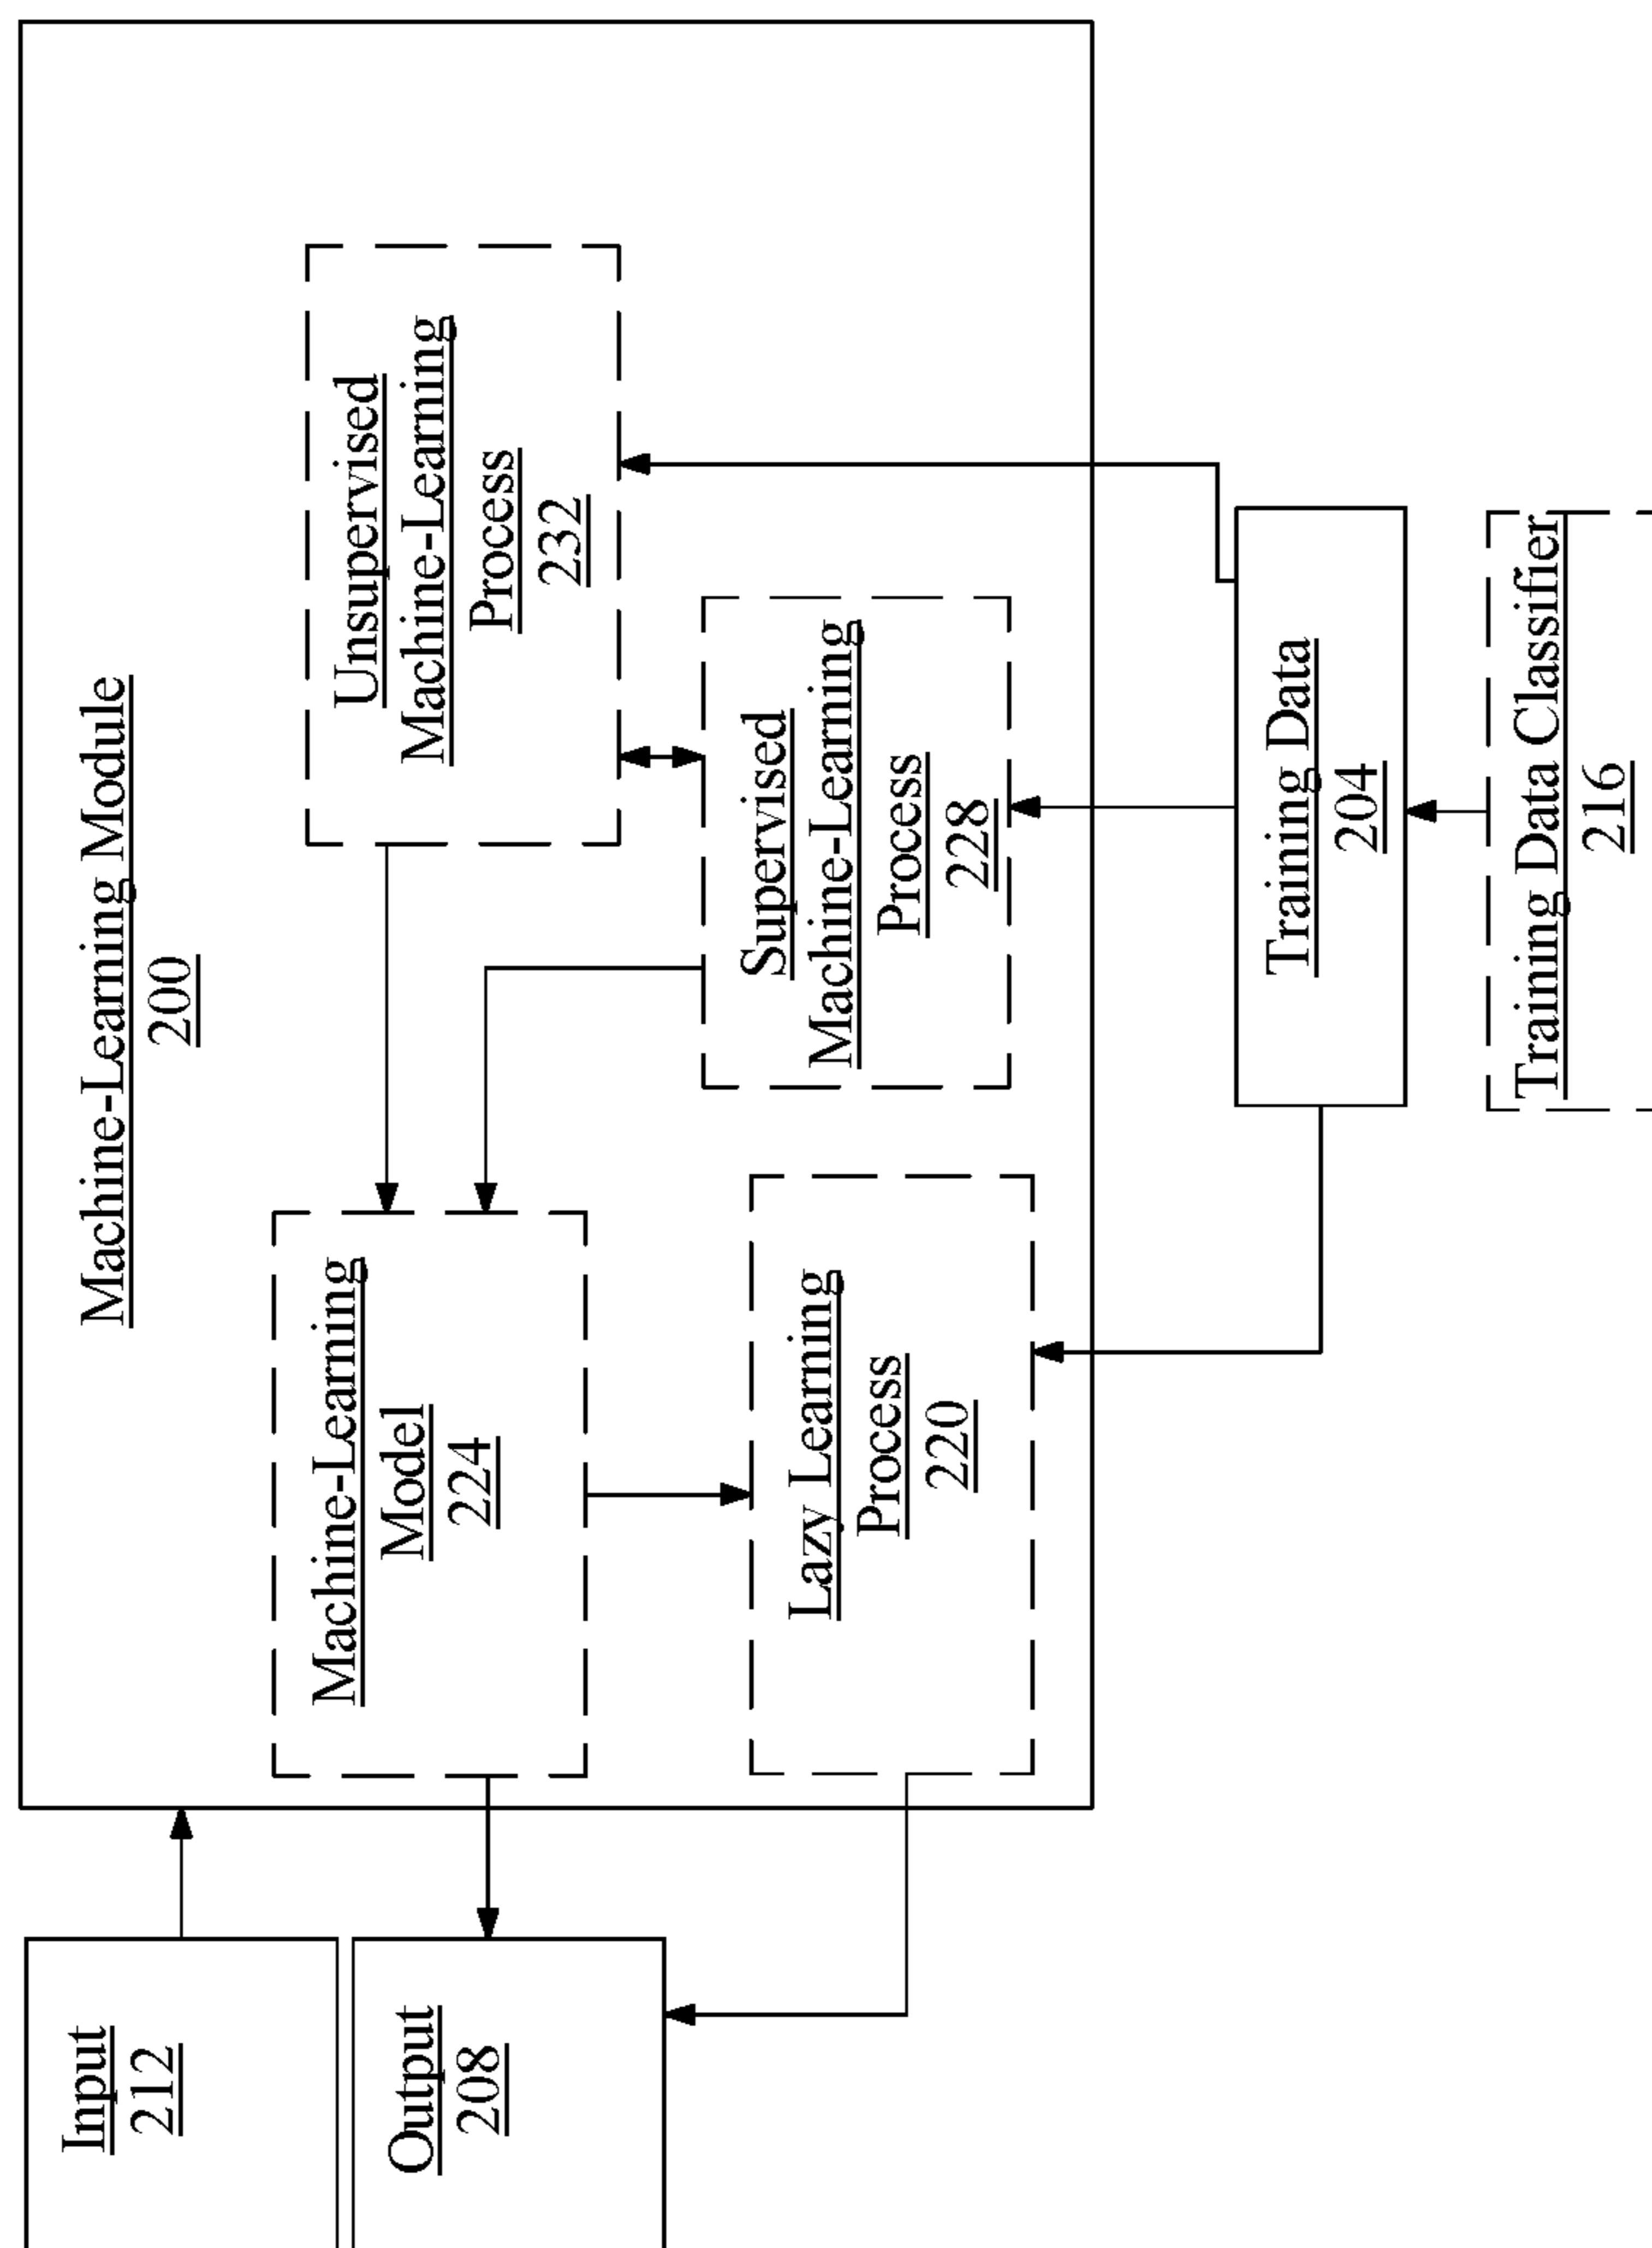 Machine-Learning Module
200
Input
212
Output
208
Machine-Learning
Model
224
Unsupervised
Machine-Learning
Process
232
Lazy Learning
Process
220
Supervised
Machine-Learning
Process
228
Training Data
204
Training Data Classifier
216